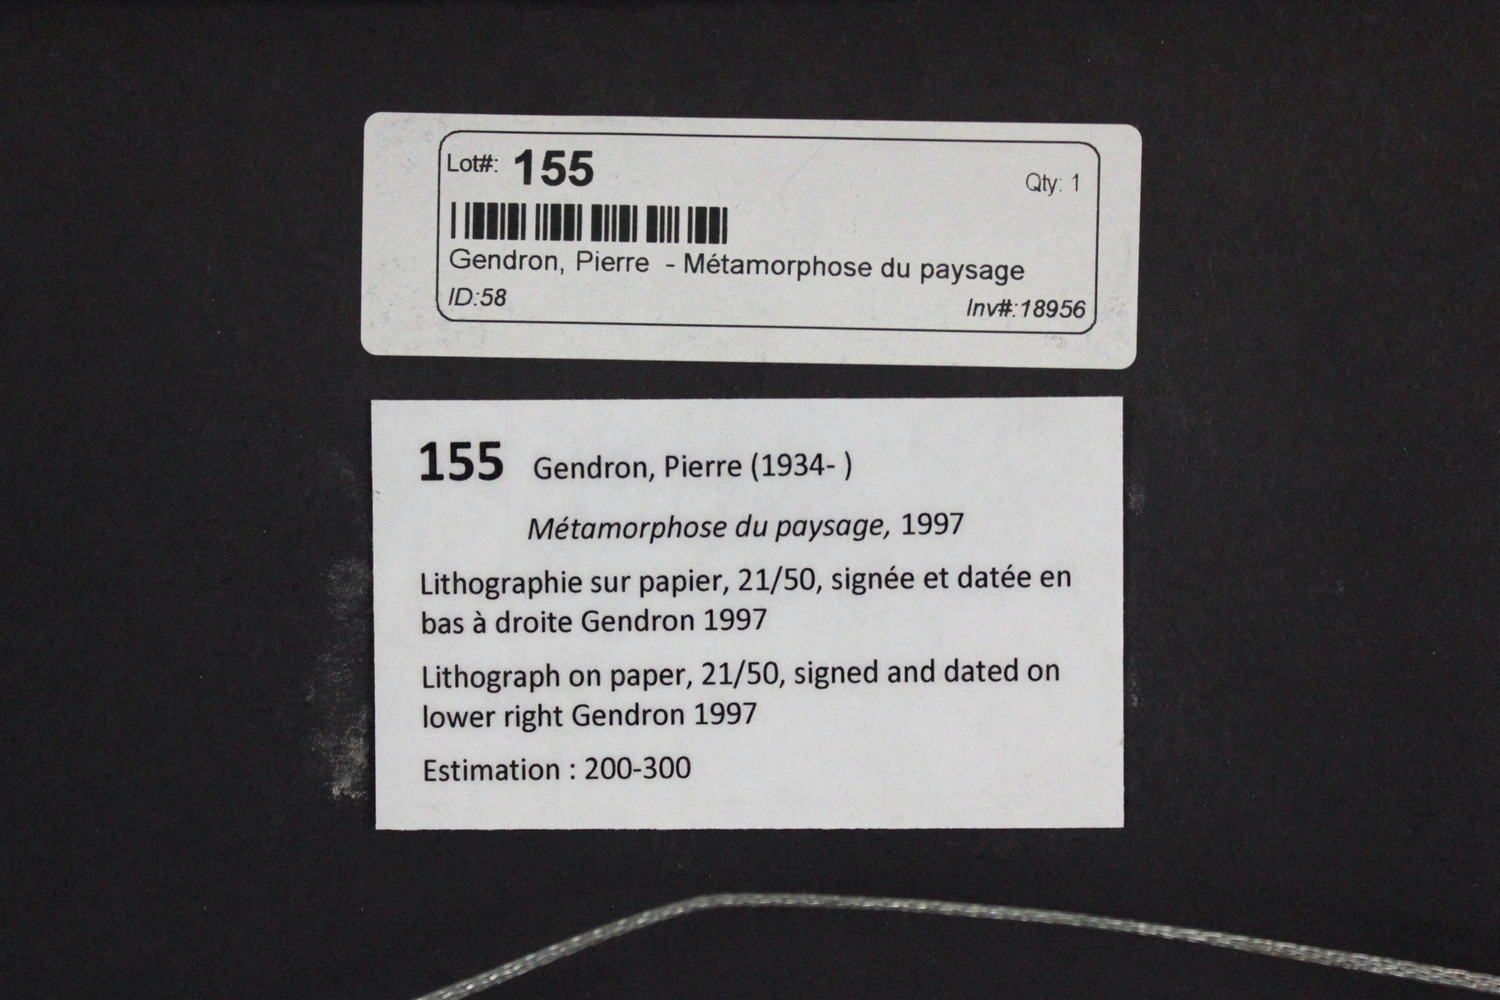 Lot#: 155
Qty: 1
Gendron, Pierre - Métamorphose du paysage
ID:58
Inv#:18956
155 Gendron, Pierre (1934- )
Métamorphose du paysage, 1997
Lithographie sur papier, 21/50, signée et datée en
bas à droite Gendron 1997
Lithograph on paper, 21/50, signed and dated on
lower right Gendron 1997
Estimation : 200-300